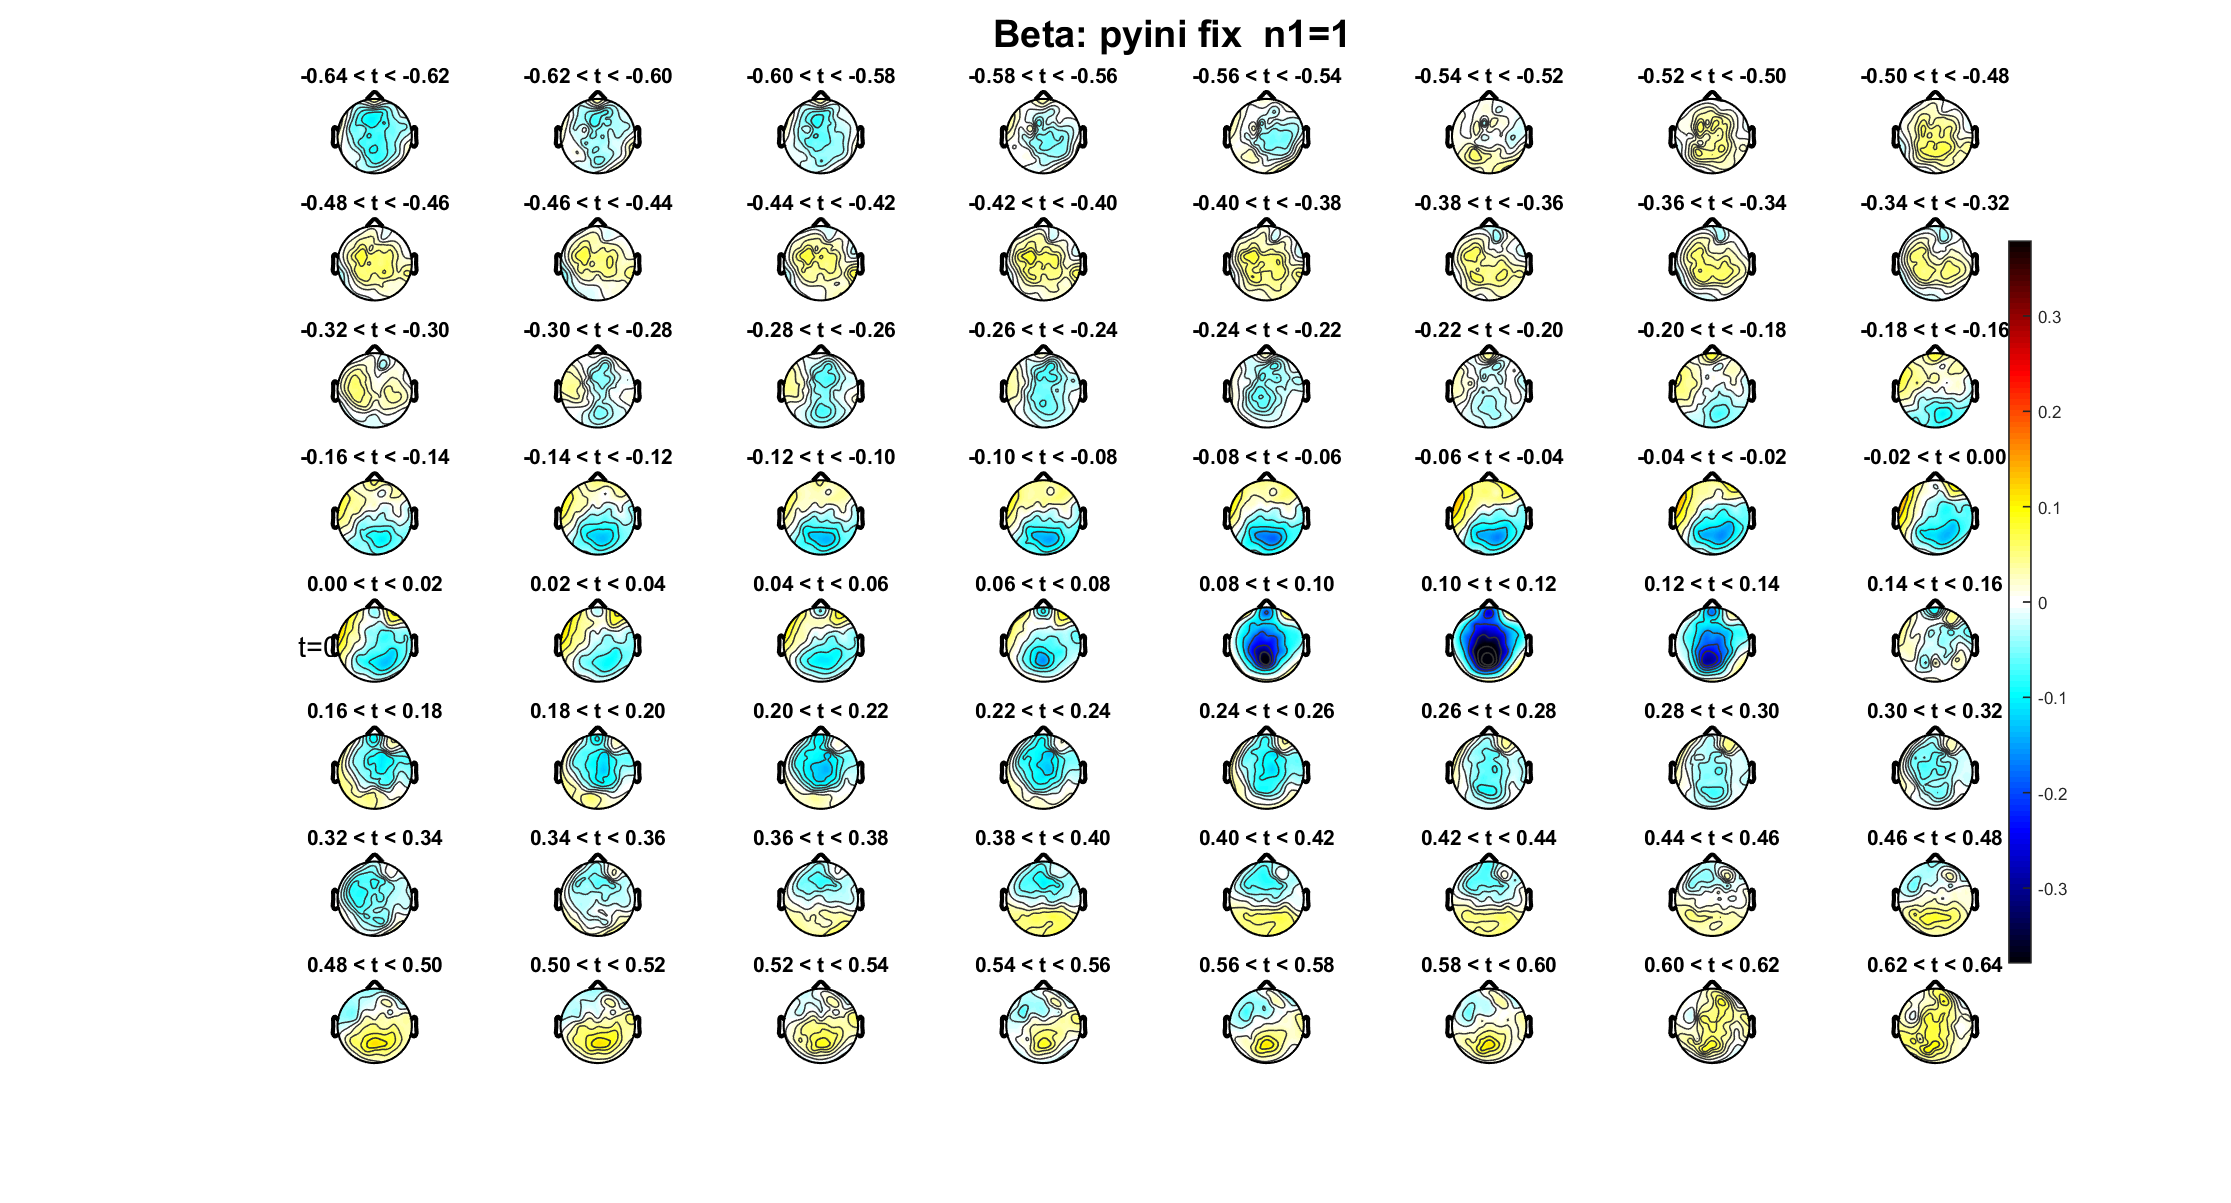 Beta: pyini fix  n1=1
-0.64 < t < -0.62
-0.62 < t < -0.60
-0.60 < t < -0.58
-0.58 < t < -0.56
-0.56 < t < -0.54
-0.54 < t < -0.52
-0.52 < t < -0.50
-0.50 < t < -0.48
-0.48 < t < -0.46
-0.46 < t < -0.44
-0.44 < t < -0.42
-0.42 < t < -0.40
-0.40 < t < -0.38
-0.38 < t < -0.36
-0.36 < t < -0.34
-0.34 < t < -0.32
-0.32 < t < -0.30
-0.30 < t < -0.28
-0.28 < t < -0.26
-0.26 < t < -0.24
-0.24 < t < -0.22
-0.22 < t < -0.20
-0.20 < t < -0.18
-0.18 < t < -0.16
-0.16 < t < -0.14
-0.14 < t < -0.12
-0.12 < t < -0.10
-0.10 < t < -0.08
-0.08 < t < -0.06
-0.06 < t < -0.04
-0.04 < t < -0.02
-0.02 < t < 0.00
0.00 < t < 0.02
0.02 < t < 0.04
0.04 < t < 0.06
0.06 < t < 0.08
0.08 < t < 0.10
0.10 < t < 0.12
0.12 < t < 0.14
0.14 < t < 0.16
t=0
0.16 < t < 0.18
0.18 < t < 0.20
0.20 < t < 0.22
0.22 < t < 0.24
0.24 < t < 0.26
0.26 < t < 0.28
0.28 < t < 0.30
0.30 < t < 0.32
0.32 < t < 0.34
0.34 < t < 0.36
0.36 < t < 0.38
0.38 < t < 0.40
0.40 < t < 0.42
0.42 < t < 0.44
0.44 < t < 0.46
0.46 < t < 0.48
0.48 < t < 0.50
0.50 < t < 0.52
0.52 < t < 0.54
0.54 < t < 0.56
0.56 < t < 0.58
0.58 < t < 0.60
0.60 < t < 0.62
0.62 < t < 0.64
0.3
0.2
0.1
0
-0.1
-0.2
-0.3